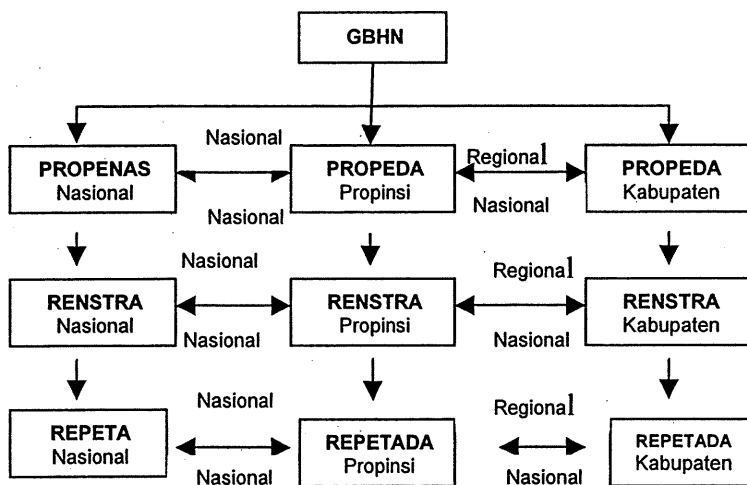 GBHN
Nasional
Regional
PROPENAS
Nasional
PROPEDA
Propinsi
PROPEDA
Kabupaten
Nasional
Nasional
Nasional
Regional
RENSTRA
Nasional
RENSTRA
Propinsi
RENSTRA
Kabupaten
Nasional
Nasional
Nasional
Regional
REPETA
Nasional
REPETADA
Propinsi
REPETADA
Kabupaten
Nasional
Nasional